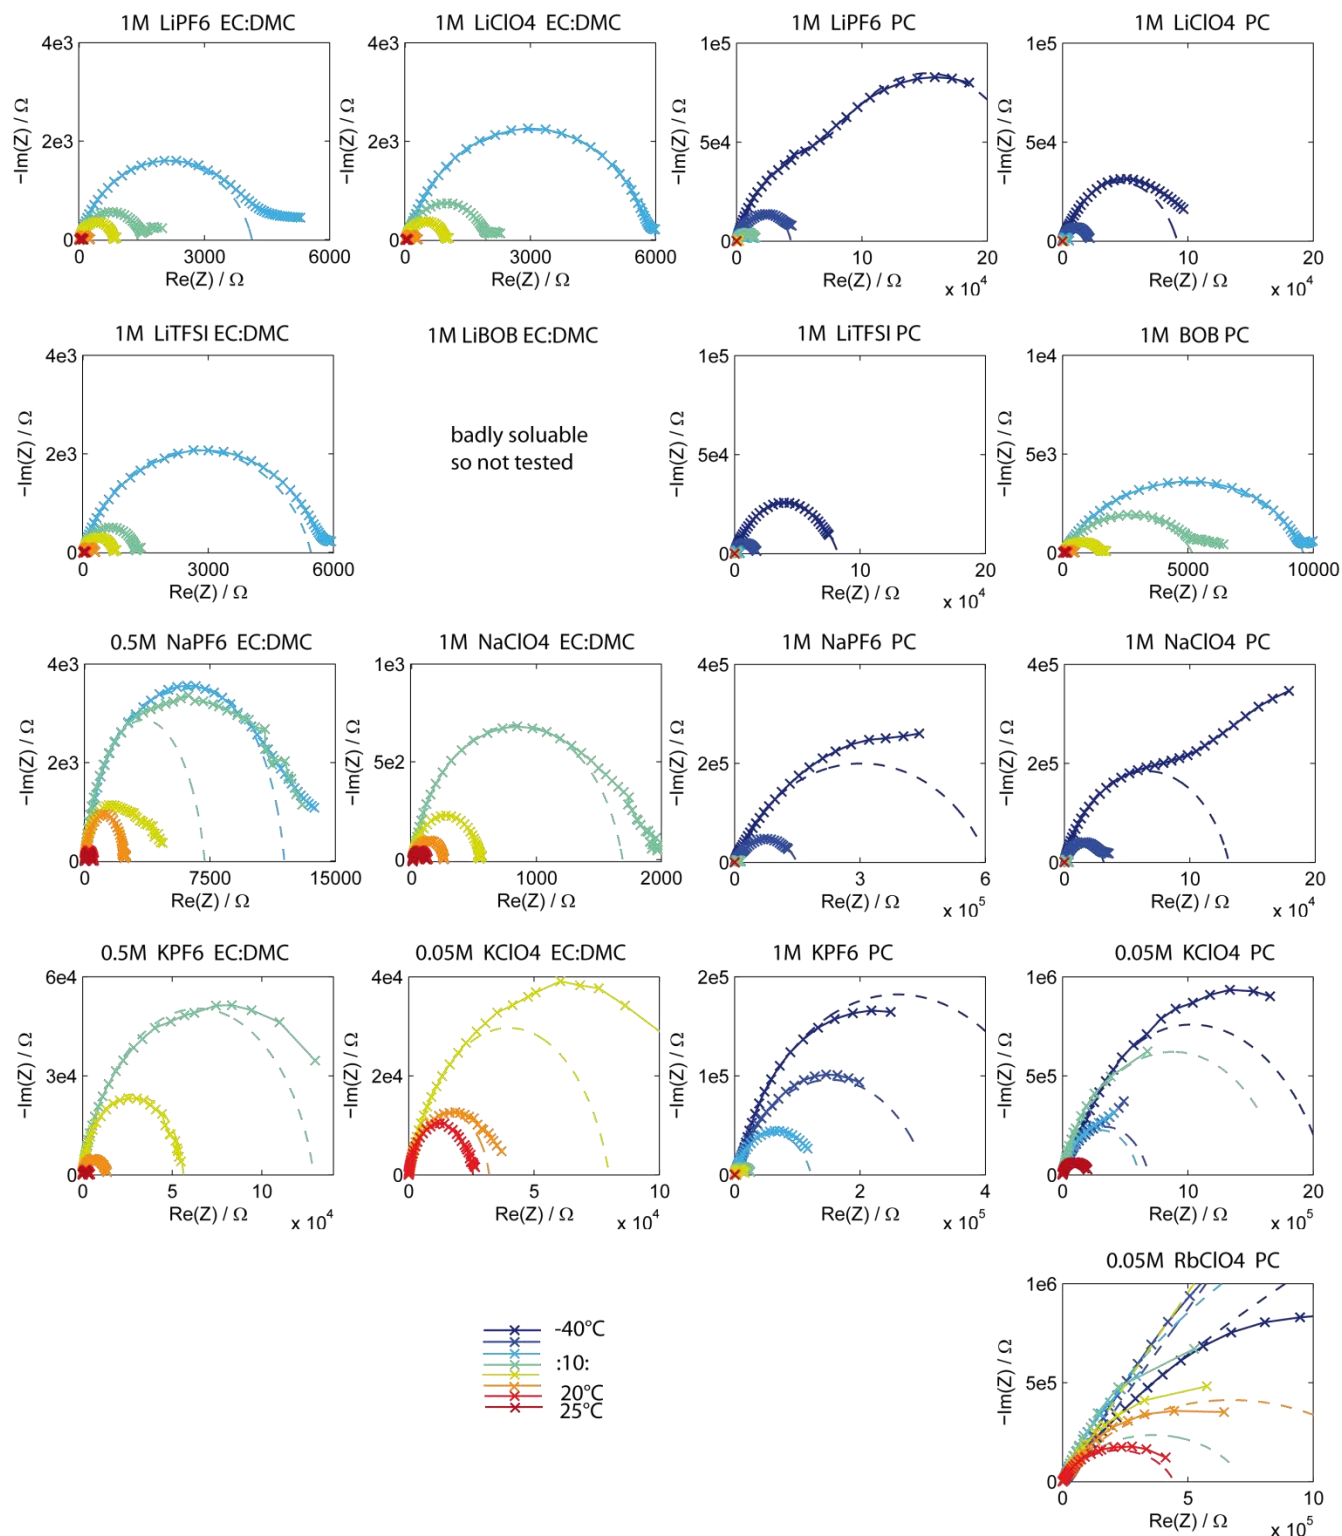 1M LiPF6 EC:DMC
4e3
2e3
0
−Im(Z) / Ω
0 3000 6000
Re(Z) / Ω
1M LiClO4 EC:DMC
4e3
2e3
0
−Im(Z) / Ω
0 3000 6000
Re(Z) / Ω
1M LiPF6 PC
1e5
5e4
0
−Im(Z) / Ω
0 10 20
Re(Z) / Ω
x 10^4
1M LiClO4 PC
1e5
5e4
0
−Im(Z) / Ω
0 10 20
Re(Z) / Ω
x 10^4
1M LiTFSI EC:DMC
4e3
2e3
0
−Im(Z) / Ω
0 3000 6000
Re(Z) / Ω
1M LiBOB EC:DMC
badly soluable
so not tested
1M LiTFSI PC
1e5
5e4
0
−Im(Z) / Ω
0 10 20
Re(Z) / Ω
x 10^4
1M BOB PC
1e4
5e3
0
−Im(Z) / Ω
0 5000 10000
Re(Z) / Ω
0.5M NaPF6 EC:DMC
4e3
2e3
0
−Im(Z) / Ω
0 7500 15000
Re(Z) / Ω
1M NaClO4 EC:DMC
1e3
5e2
0
−Im(Z) / Ω
0 1000 2000
Re(Z) / Ω
1M NaPF6 PC
4e5
2e5
0
−Im(Z) / Ω
0 3 6
Re(Z) / Ω
x 10^5
1M NaClO4 PC
4e5
2e5
0
−Im(Z) / Ω
0 10 20
Re(Z) / Ω
x 10^4
0.5M KPF6 EC:DMC
6e4
3e4
0
−Im(Z) / Ω
0 5 10
Re(Z) / Ω
x 10^4
0.05M KClO4 EC:DMC
4e4
2e4
0
−Im(Z) / Ω
0 5 10
Re(Z) / Ω
x 10^4
1M KPF6 PC
2e5
1e5
0
−Im(Z) / Ω
0 2 4
Re(Z) / Ω
x 10^5
0.05M KClO4 PC
1e6
5e5
0
−Im(Z) / Ω
0 10 20
Re(Z) / Ω
x 10^5
0.05M RbClO4 PC
1e6
5e5
0
−Im(Z) / Ω
0 5 10
Re(Z) / Ω
x 10^5
-40°C
:10:
20°C
25°C